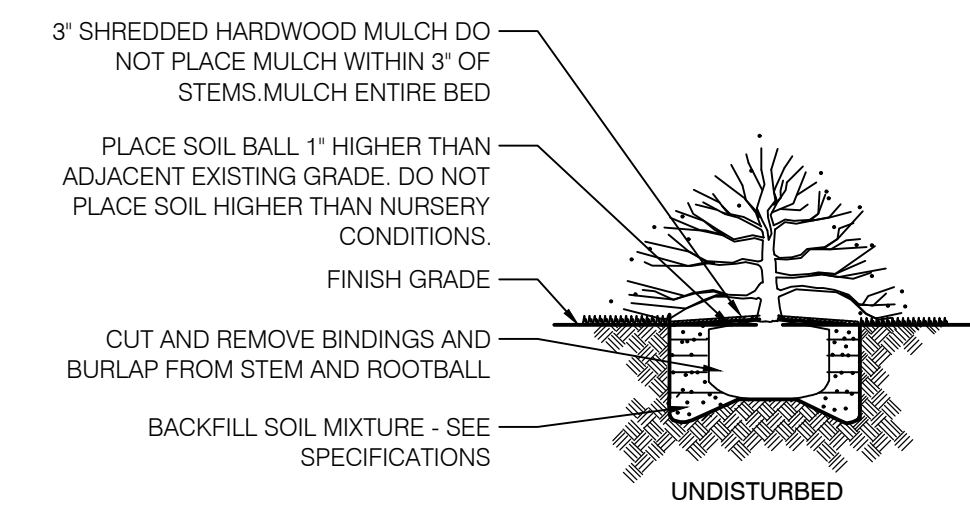 3" SHREDDED HARDWOOD MULCH DO
NOT PLACE MULCH WITHIN 3" OF
STEMS.MULCH ENTIRE BED
PLACE SOIL BALL 1" HIGHER THAN
ADJACENT EXISTING GRADE. DO NOT
PLACE SOIL HIGHER THAN NURSERY
CONDITIONS.
FINISH GRADE
CUT AND REMOVE BINDINGS AND
BURLAP FROM STEM AND ROOTBALL
BACKFILL SOIL MIXTURE - SEE
SPECIFICATIONS
UNDISTURBED